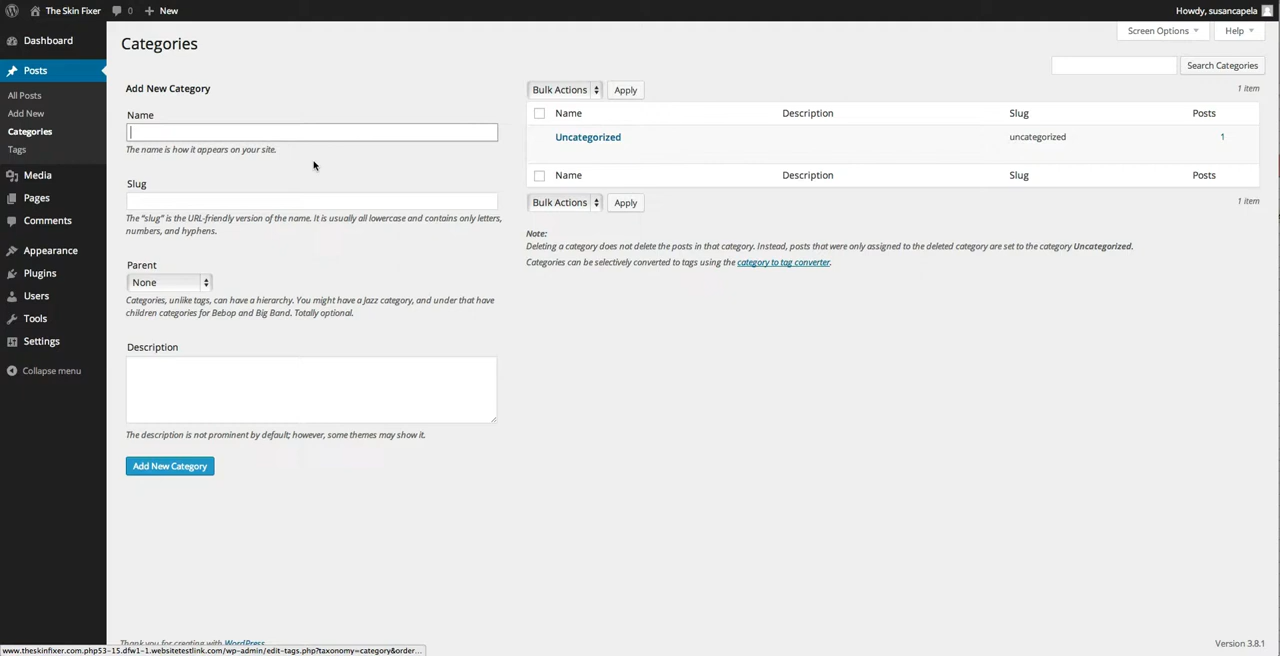 The Skin Fixer 0 New Howdy, susancapela
Screen Options Help
Dashboard
Posts
All Posts
Add New
Categories
Tags
Media
Pages
Comments
Appearance
Plugins
Users
Tools
Settings
Collapse menu
Categories
Add New Category
Name
The name is how it appears on your site.
Slug
The "slug" is the URL-friendly version of the name. It is usually all lowercase and contains only letters,
numbers, and hyphens.
Parent
None
Categories, unlike tags, can have a hierarchy. You might have a Jazz category, and under that have
children categories for Bebop and Big Band. Totally optional.
Description
The description is not prominent by default; however, some themes may show it.
Add New Category
Search Categories
Bulk Actions Apply 1 item
Name Description Slug Posts
Uncategorized uncategorized 1
Name Description Slug Posts
Bulk Actions Apply 1 item
Note:
Deleting a category does not delete the posts in that category. Instead, posts that were only assigned to the deleted category are set to the category Uncategorized.
Categories can be selectively converted to tags using the category to tag converter.
Thank you for creating with WordPress Version 3.8.1
www.theskinfixer.com.php53-15.dfw1-1.websitetestlink.com/wp-admin/edit-tags.php?taxonomy=category&order...